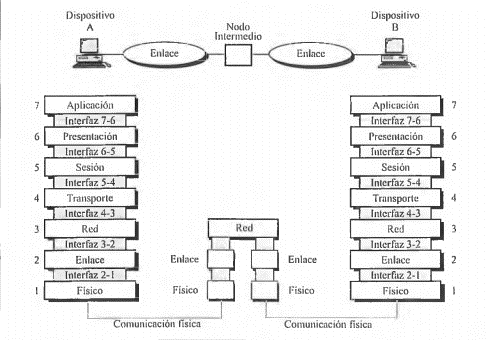 Dispositivo
A
Nodo
Intermedio
Dispositivo
B
Enlace
Enlace
7 Aplicación
Interfaz 7-6
6 Presentación
Interfaz 6-5
5 Sesión
Interfaz 5-4
4 Transporte
Interfaz 4-3
3 Red
Interfaz 3-2
2 Enlace
Interfaz 2-1
1 Físico
Red
Enlace
Enlace
Físico
Físico
Aplicación 7
Interfaz 7-6
Presentación 6
Interfaz 6-5
Sesión 5
Interfaz 5-4
Transporte 4
Interfaz 4-3
Red 3
Interfaz 3-2
Enlace 2
Interfaz 2-1
Físico 1
Comunicación física
Comunicación física